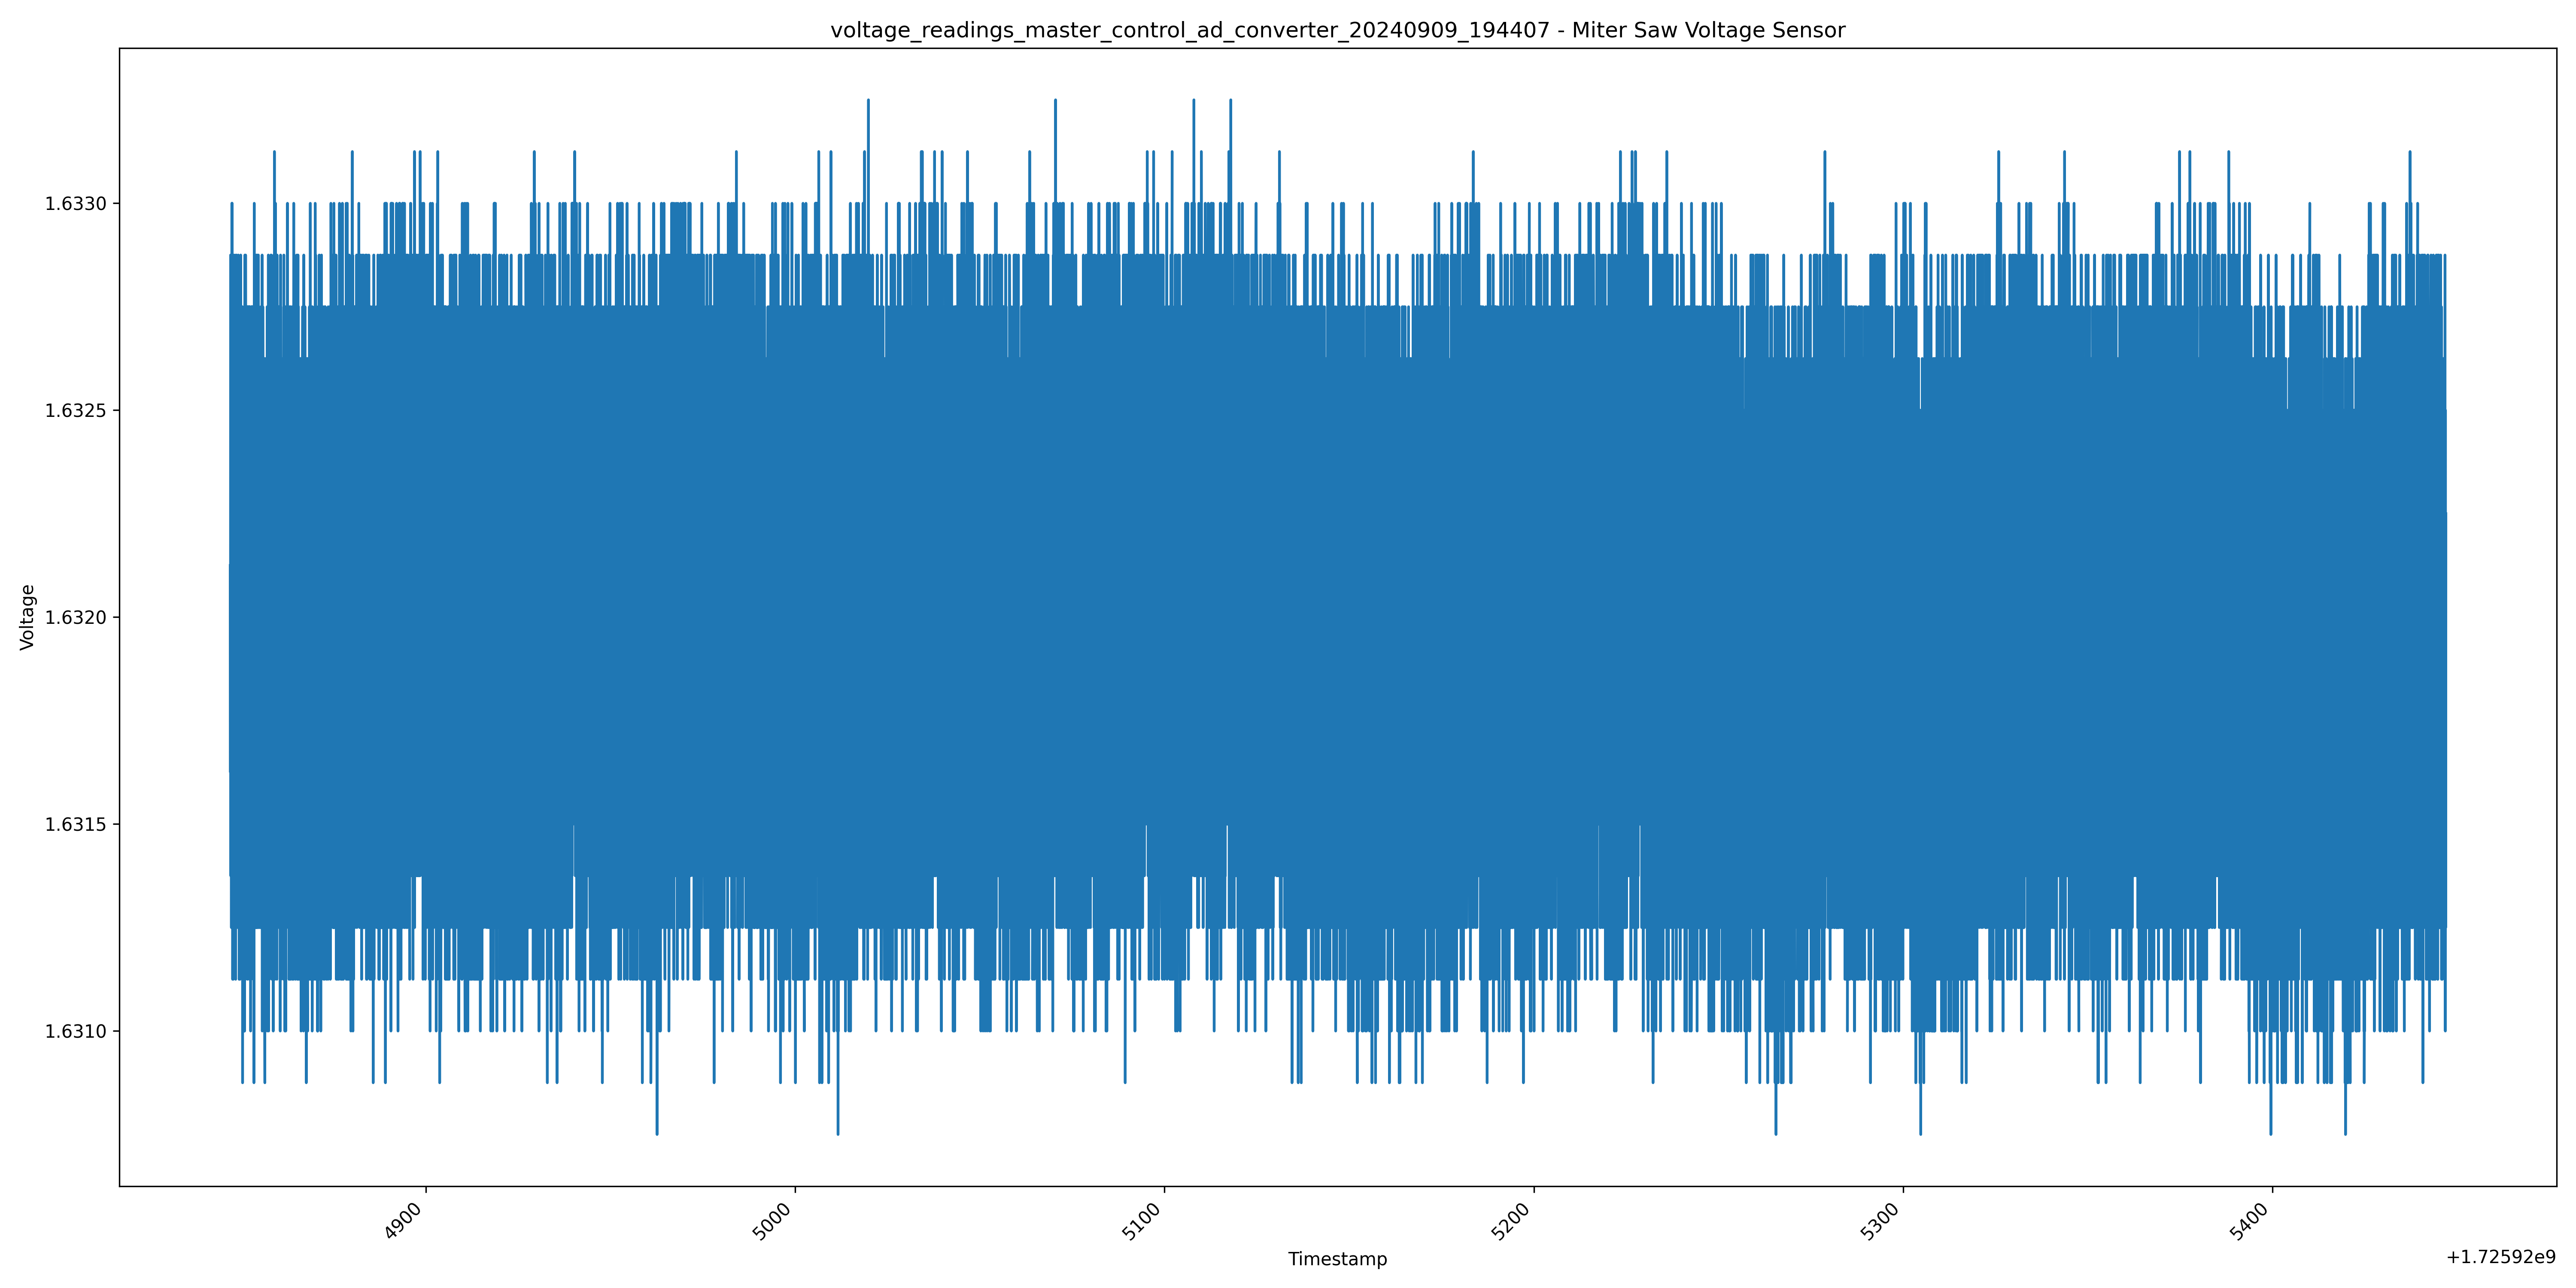 voltage_readings_master_control_ad_converter_20240909_194407 - Miter Saw Voltage Sensor
1.6330
1.6325
1.6320
1.6315
1.6310
Voltage
4900
5000
5100
5200
5300
5400
Timestamp
+1.72592e9